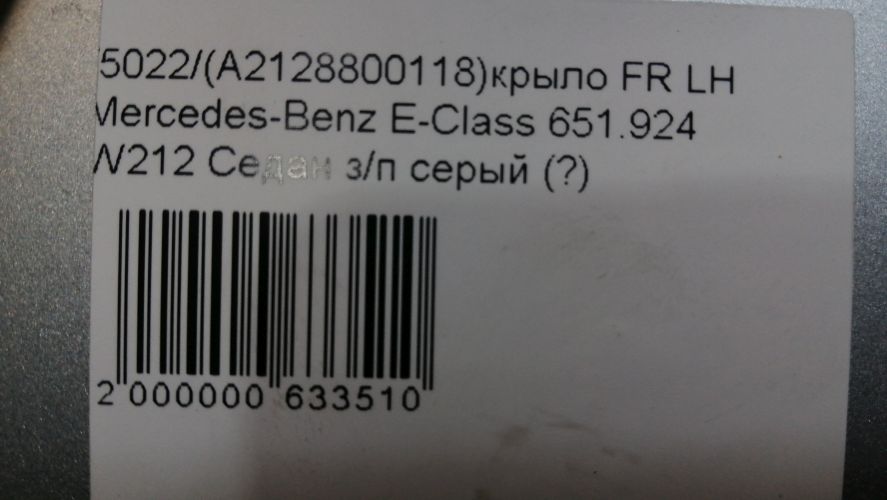 5022/(A2128800118)крыло FR LH
Mercedes-Benz E-Class 651.924
W212 Седан з/п серый (?)
2 000000 633510